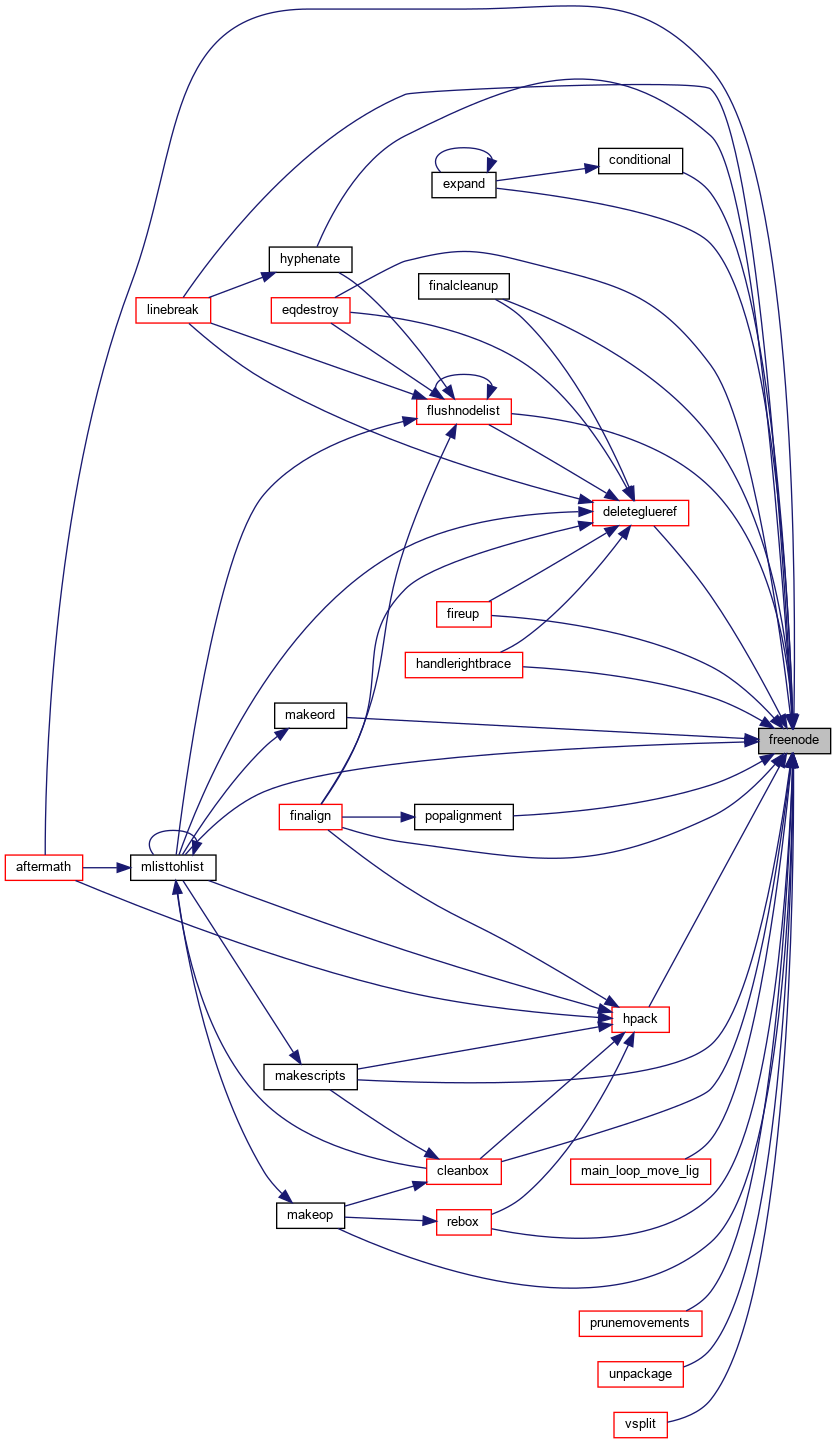 conditional
expand
hyphenate
finalcleanup
linebreak
eqdestroy
flushnodelist
deleteglueref
fireup
handlerightbrace
makeord
freenode
finalign
popalignment
aftermath
mlisttohlist
hpack
makescripts
cleanbox
main_loop_move_lig
makeop
rebox
prunemovements
unpackage
vsplit